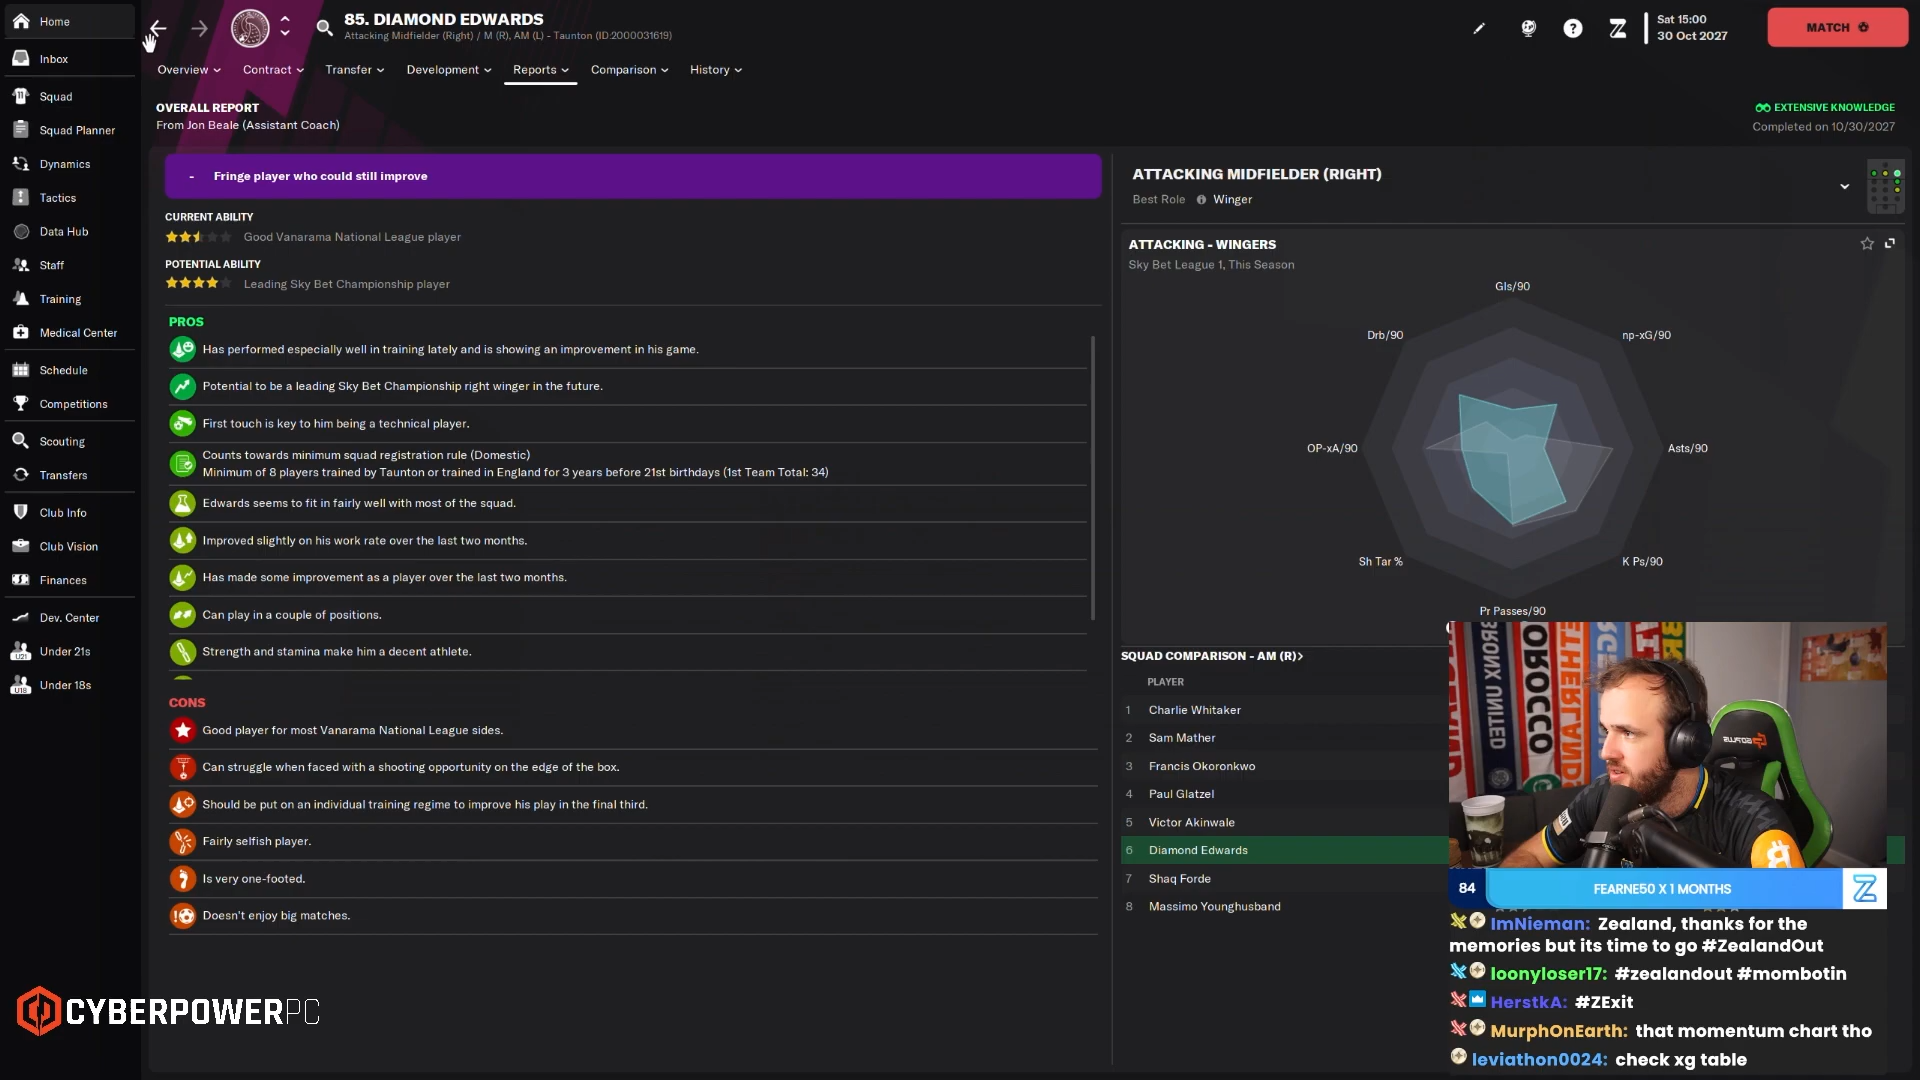 Home
Inbox
Squad
Squad Planner
Dynamics
Tactics
Data Hub
Staff
Training
Medical Center
Schedule
Competitions
Scouting
Transfers
Club Info
Club Vision
Finances
Dev. Center
Under 21s
Under 18s
85. DIAMOND EDWARDS
Attacking Midfielder (Right) / M (R), AM (L) - Taunton (ID:2000031619)
Sat 15:00
30 Oct 2027
MATCH
Overview
Contract
Transfer
Development
Reports
Comparison
History
OVERALL REPORT
From Jon Beale (Assistant Coach)
EXTENSIVE KNOWLEDGE
Completed on 10/30/2027
- Fringe player who could still improve
CURRENT ABILITY
Good Vanarama National League player
POTENTIAL ABILITY
Leading Sky Bet Championship player
PROS
Has performed especially well in training lately and is showing an improvement in his game.
Potential to be a leading Sky Bet Championship right winger in the future.
First touch is key to him being a technical player.
Counts towards minimum squad registration rule (Domestic)
Minimum of 8 players trained by Taunton or trained in England for 3 years before 21st birthdays (1st Team Total: 34)
Edwards seems to fit in fairly well with most of the squad.
Improved slightly on his work rate over the last two months.
Has made some improvement as a player over the last two months.
Can play in a couple of positions.
Strength and stamina make him a decent athlete.
CONS
Good player for most Vanarama National League sides.
Can struggle when faced with a shooting opportunity on the edge of the box.
Should be put on an individual training regime to improve his play in the final third.
Fairly selfish player.
Is very one-footed.
Doesn't enjoy big matches.
CYBERPOWERPC
ATTACKING MIDFIELDER (RIGHT)
Best Role Winger
ATTACKING - WINGERS
Sky Bet League 1, This Season
Gls/90
np-xG/90
Asts/90
K Ps/90
Pr Passes/90
Sh Tar %
OP-xA/90
Drb/90
SQUAD COMPARISON - AM (R)>
PLAYER
1 Charlie Whitaker
2 Sam Mather
3 Francis Okoronkwo
4 Paul Glatzel
5 Victor Akinwale
6 Diamond Edwards
7 Shaq Forde
8 Massimo Younghusband
84 FEARNE50 X 1 MONTHS
ImNieman: Zealand, thanks for the
memories but its time to go #ZealandOut
loonyloser17: #zealandout #mombotin
HerstkA: #ZExit
MurphOnEarth: that momentum chart tho
leviathon0024: check xg table